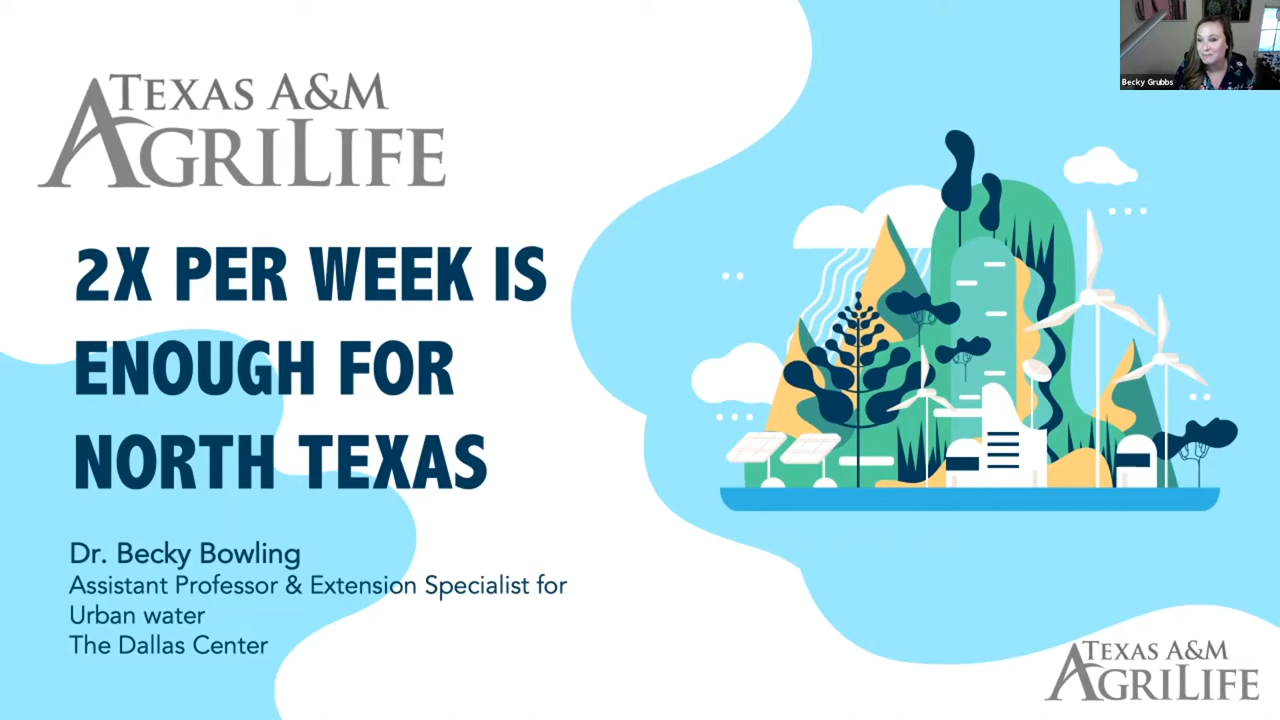 TEXAS A&M
AGRILIFE
2X PER WEEK IS
ENOUGH FOR
NORTH TEXAS
Dr. Becky Bowling
Assistant Professor & Extension Specialist for
Urban water
The Dallas Center
Becky Grubbs
TEXAS A&M
AGRILIFE